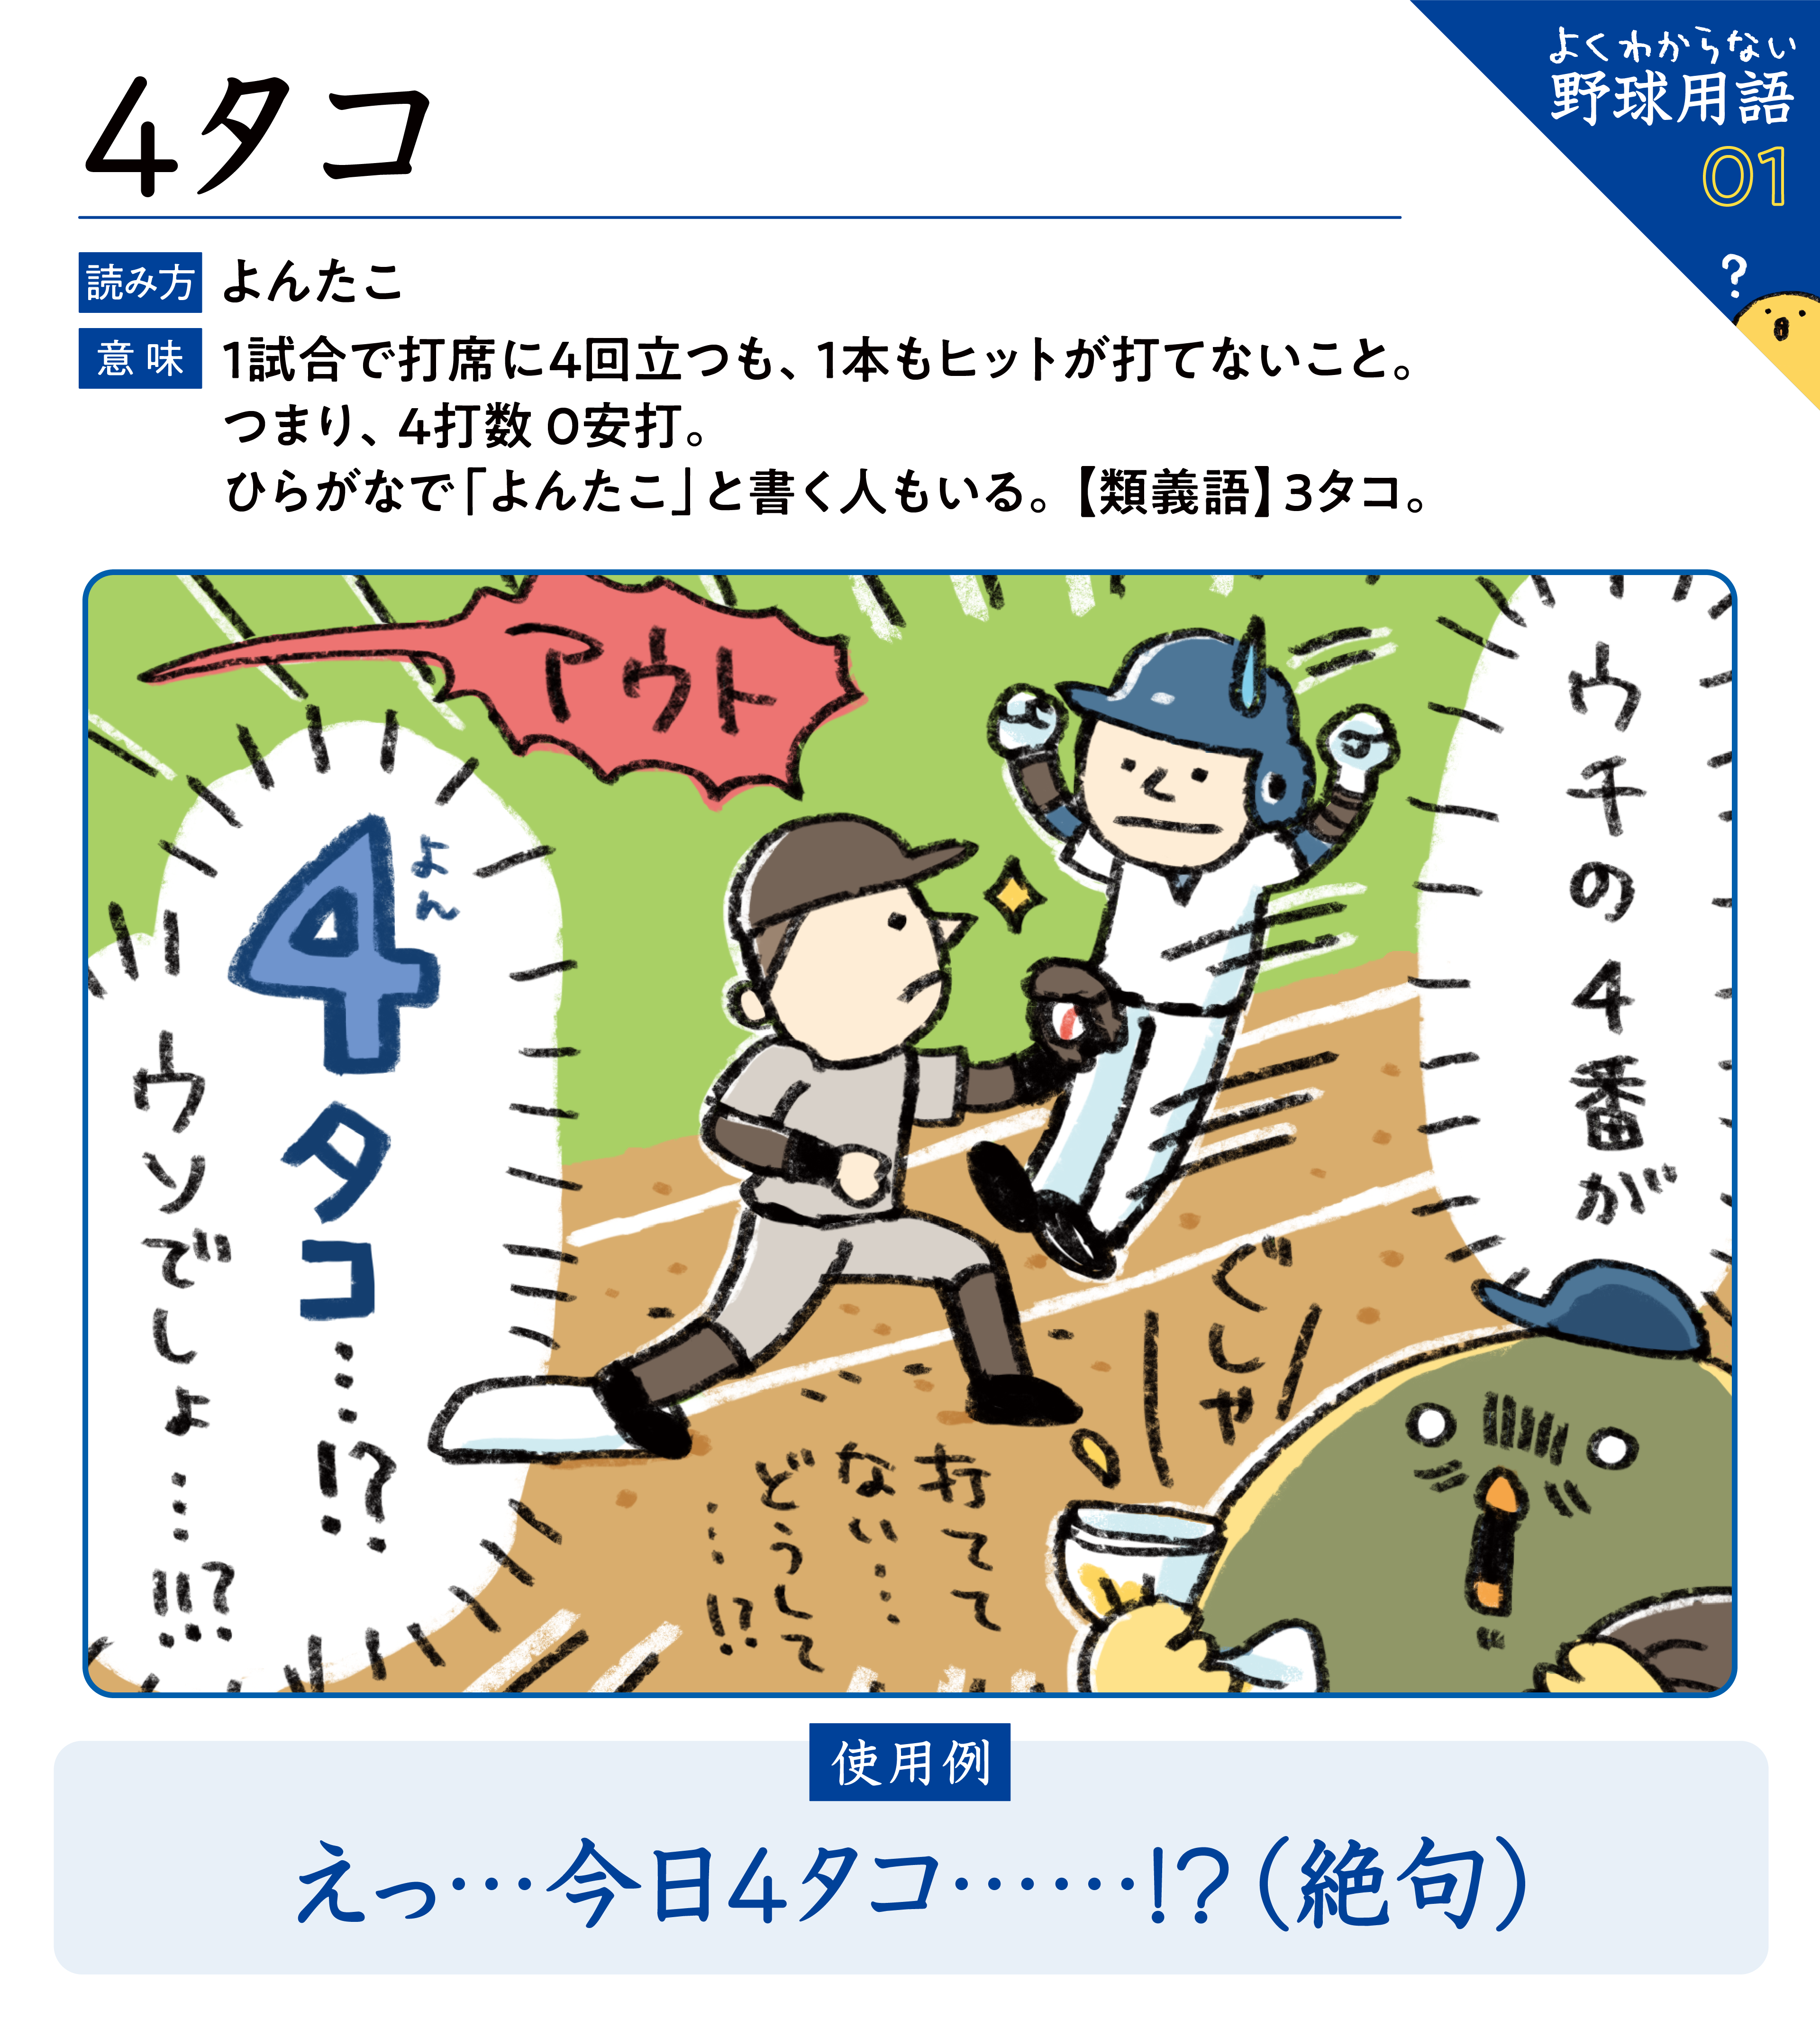 4タコ
よくわからない
野球用語
01
?
読み方 よんたこ
意味 1試合で打席に4回立つも、1本もヒットが打てないこと。
つまり、4打数 0安打。
ひらがなで「よんたこ」と書く人もいる。【類義語】3タコ。
アウト
ウチの4番が
よん
4タコ…!?
ウソでしょ…!!?
ぐしゃ
打てて
ない…
どうして
…!?
使用例
えっ…今日4タコ……!?(絶句)